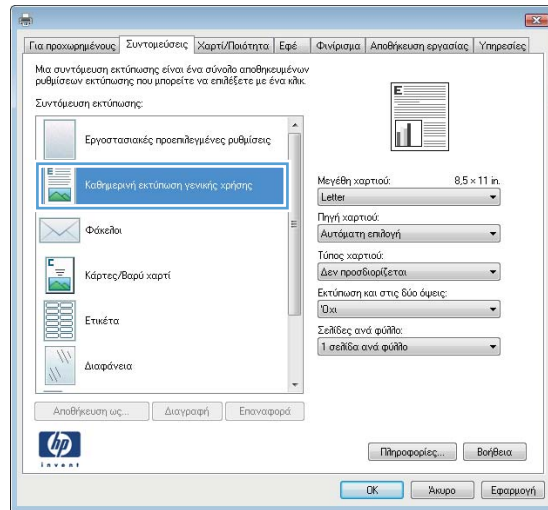 Για προχωρημένους Συντομεύσεις Χαρτί/Ποιότητα Εφέ Φινίρισμα Αποθήκευση εργασίας Υπηρεσίες
Μια συντόμευση εκτύπωσης είναι ένα σύνολο αποθηκευμένων
ρυθμίσεων εκτύπωσης που μπορείτε να επιλέξετε με ένα κλικ.
Συντόμευση εκτύπωσης:
Εργοστασιακές προεπιλεγμένες ρυθμίσεις
Καθημερινή εκτύπωση γενικής χρήσης
Φάκελοι
Κάρτες/Βαρύ χαρτί
Ετικέτα
Διαφάνεια
Αποθήκευση ως... Διαγραφή Επαναφορά
E
Μεγέθη χαρτιού: 8,5 × 11 in.
Letter
Πηγή χαρτιού:
Αυτόματη επιλογή
Τύπος χαρτιού:
Δεν προσδιορίζεται
Εκτύπωση και στις δύο όψεις:
Όχι
Σελίδες ανά φύλλο:
1 σελίδα ανά φύλλο
hp
invent
Πληροφορίες... Βοήθεια
OK Άκυρο Εφαρμογή